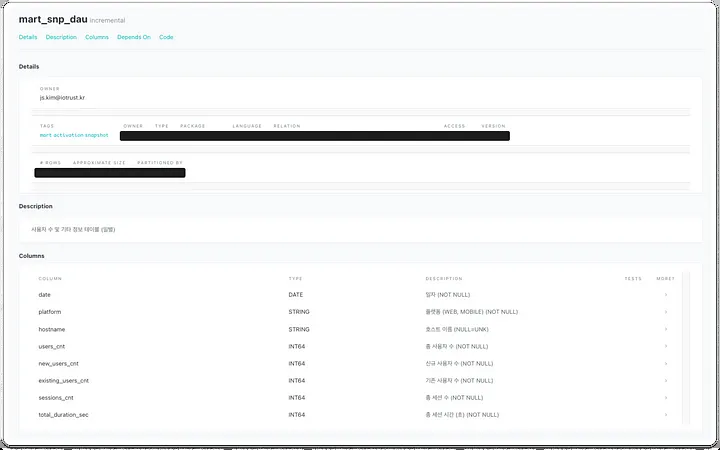 mart_snp_dau incremental
Details Description Columns Depends On Code
Details
OWNER
js.kim@iotrust.kr
TAGS OWNER TYPE PACKAGE LANGUAGE RELATION ACCESS VERSION
mart activation snapshot
# ROWS APPROXIMATE SIZE PARTITIONED BY
Description
사용자 수 및 기타 정보 테이블 (일별)
Columns
COLUMN TYPE DESCRIPTION TESTS MORE?
date DATE 일자 (NOT NULL) ›
platform STRING 플랫폼 (WEB, MOBILE) (NOT NULL) ›
hostname STRING 호스트 이름 (NULL=UNK) ›
users_cnt INT64 총 사용자 수 (NOT NULL) ›
new_users_cnt INT64 신규 사용자 수 (NOT NULL) ›
existing_users_cnt INT64 기존 사용자 수 (NOT NULL) ›
sessions_cnt INT64 총 세션 수 (NOT NULL) ›
total_duration_sec INT64 총 세션 시간 (초) (NOT NULL) ›